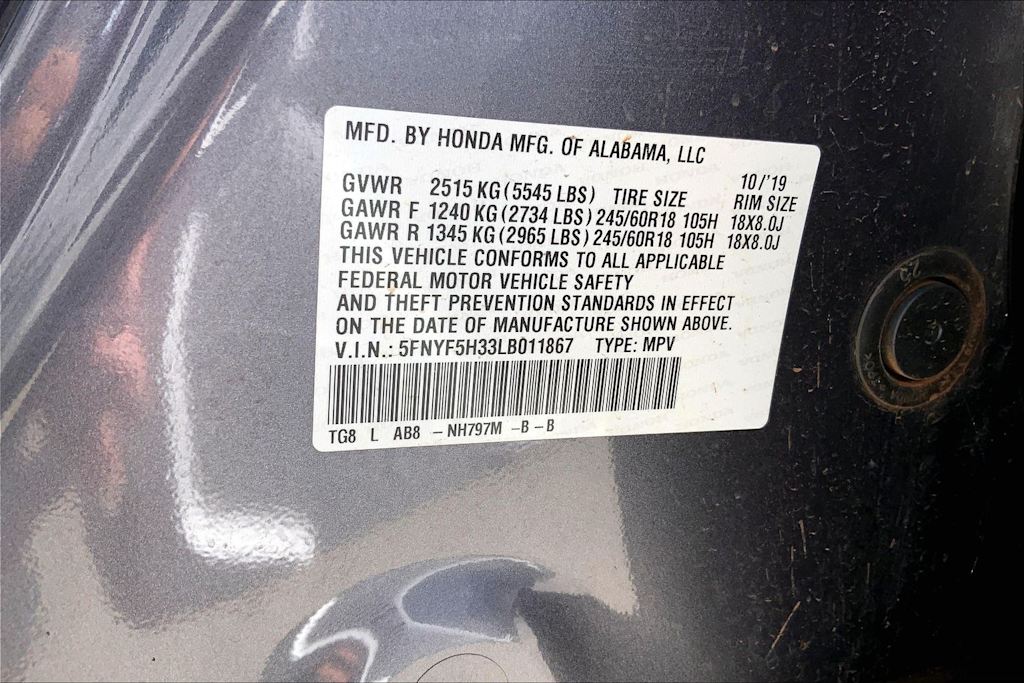 MFD. BY HONDA MFG. OF ALABAMA, LLC
10/'19
GVWR 2515 KG (5545 LBS) TIRE SIZE RIM SIZE
GAWR F 1240 KG (2734 LBS) 245/60R18 105H 18X8.0J
GAWR R 1345 KG (2965 LBS) 245/60R18 105H 18X8.0J
THIS VEHICLE CONFORMS TO ALL APPLICABLE
FEDERAL MOTOR VEHICLE SAFETY
AND THEFT PREVENTION STANDARDS IN EFFECT
ON THE DATE OF MANUFACTURE SHOWN ABOVE.
V.I.N.: 5FNYF5H33LB011867 TYPE: MPV
TG8 L AB8 -NH797M -B -B